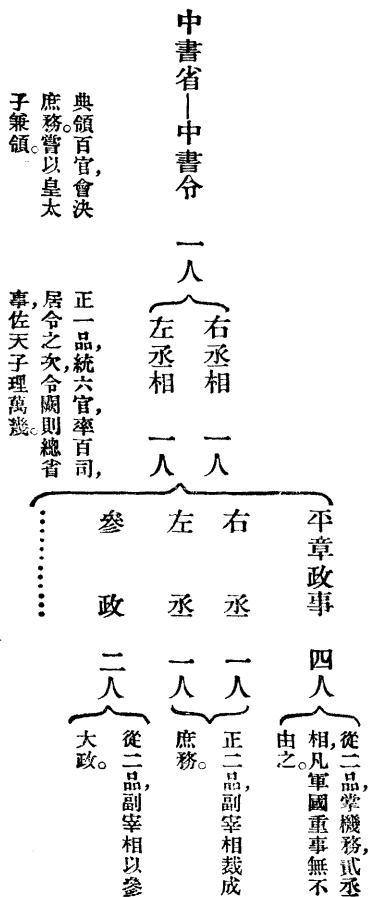 中書省—中書令　一人
典領百官,會決
庶務。嘗以皇太
子兼領。
右丞相　一人
左丞相　一人
正一品,統六官,率百司,
居令之次,令闕則總省
事,佐天子理萬幾。
平章政事　四人
從二品,掌機務,貳丞
相,凡軍國重事無不
由之。
右丞　一人
左丞　一人
正二品,副宰相裁成
庶務。
參政　二人
從二品,副宰相以參
大政。
………